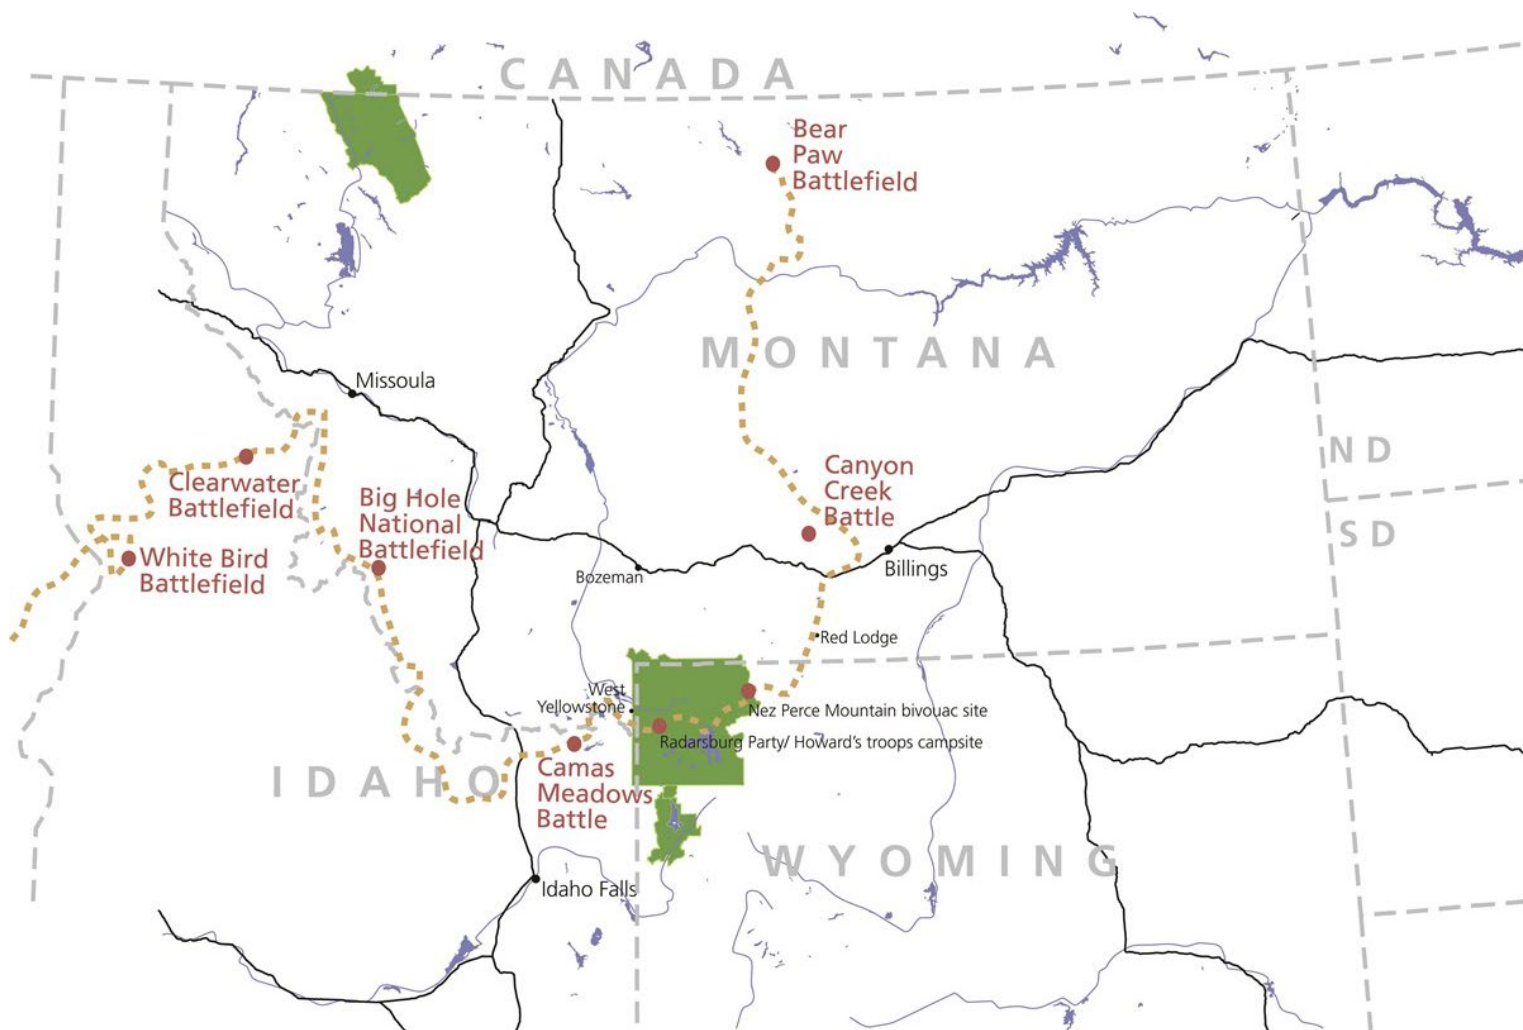 CANADA
Bear
Paw
Battlefield
MONTANA
Missoula
Clearwater
Battlefield
Big Hole
National
Battlefield
Canyon
Creek
Battle
ND
SD
White Bird
Battlefield
Bozeman
Billings
Red Lodge
West
Yellowstone
Nez Perce Mountain bivouac site
Radarsburg Party/ Howard's troops campsite
IDAHO
Camas
Meadows
Battle
WYOMING
Idaho Falls